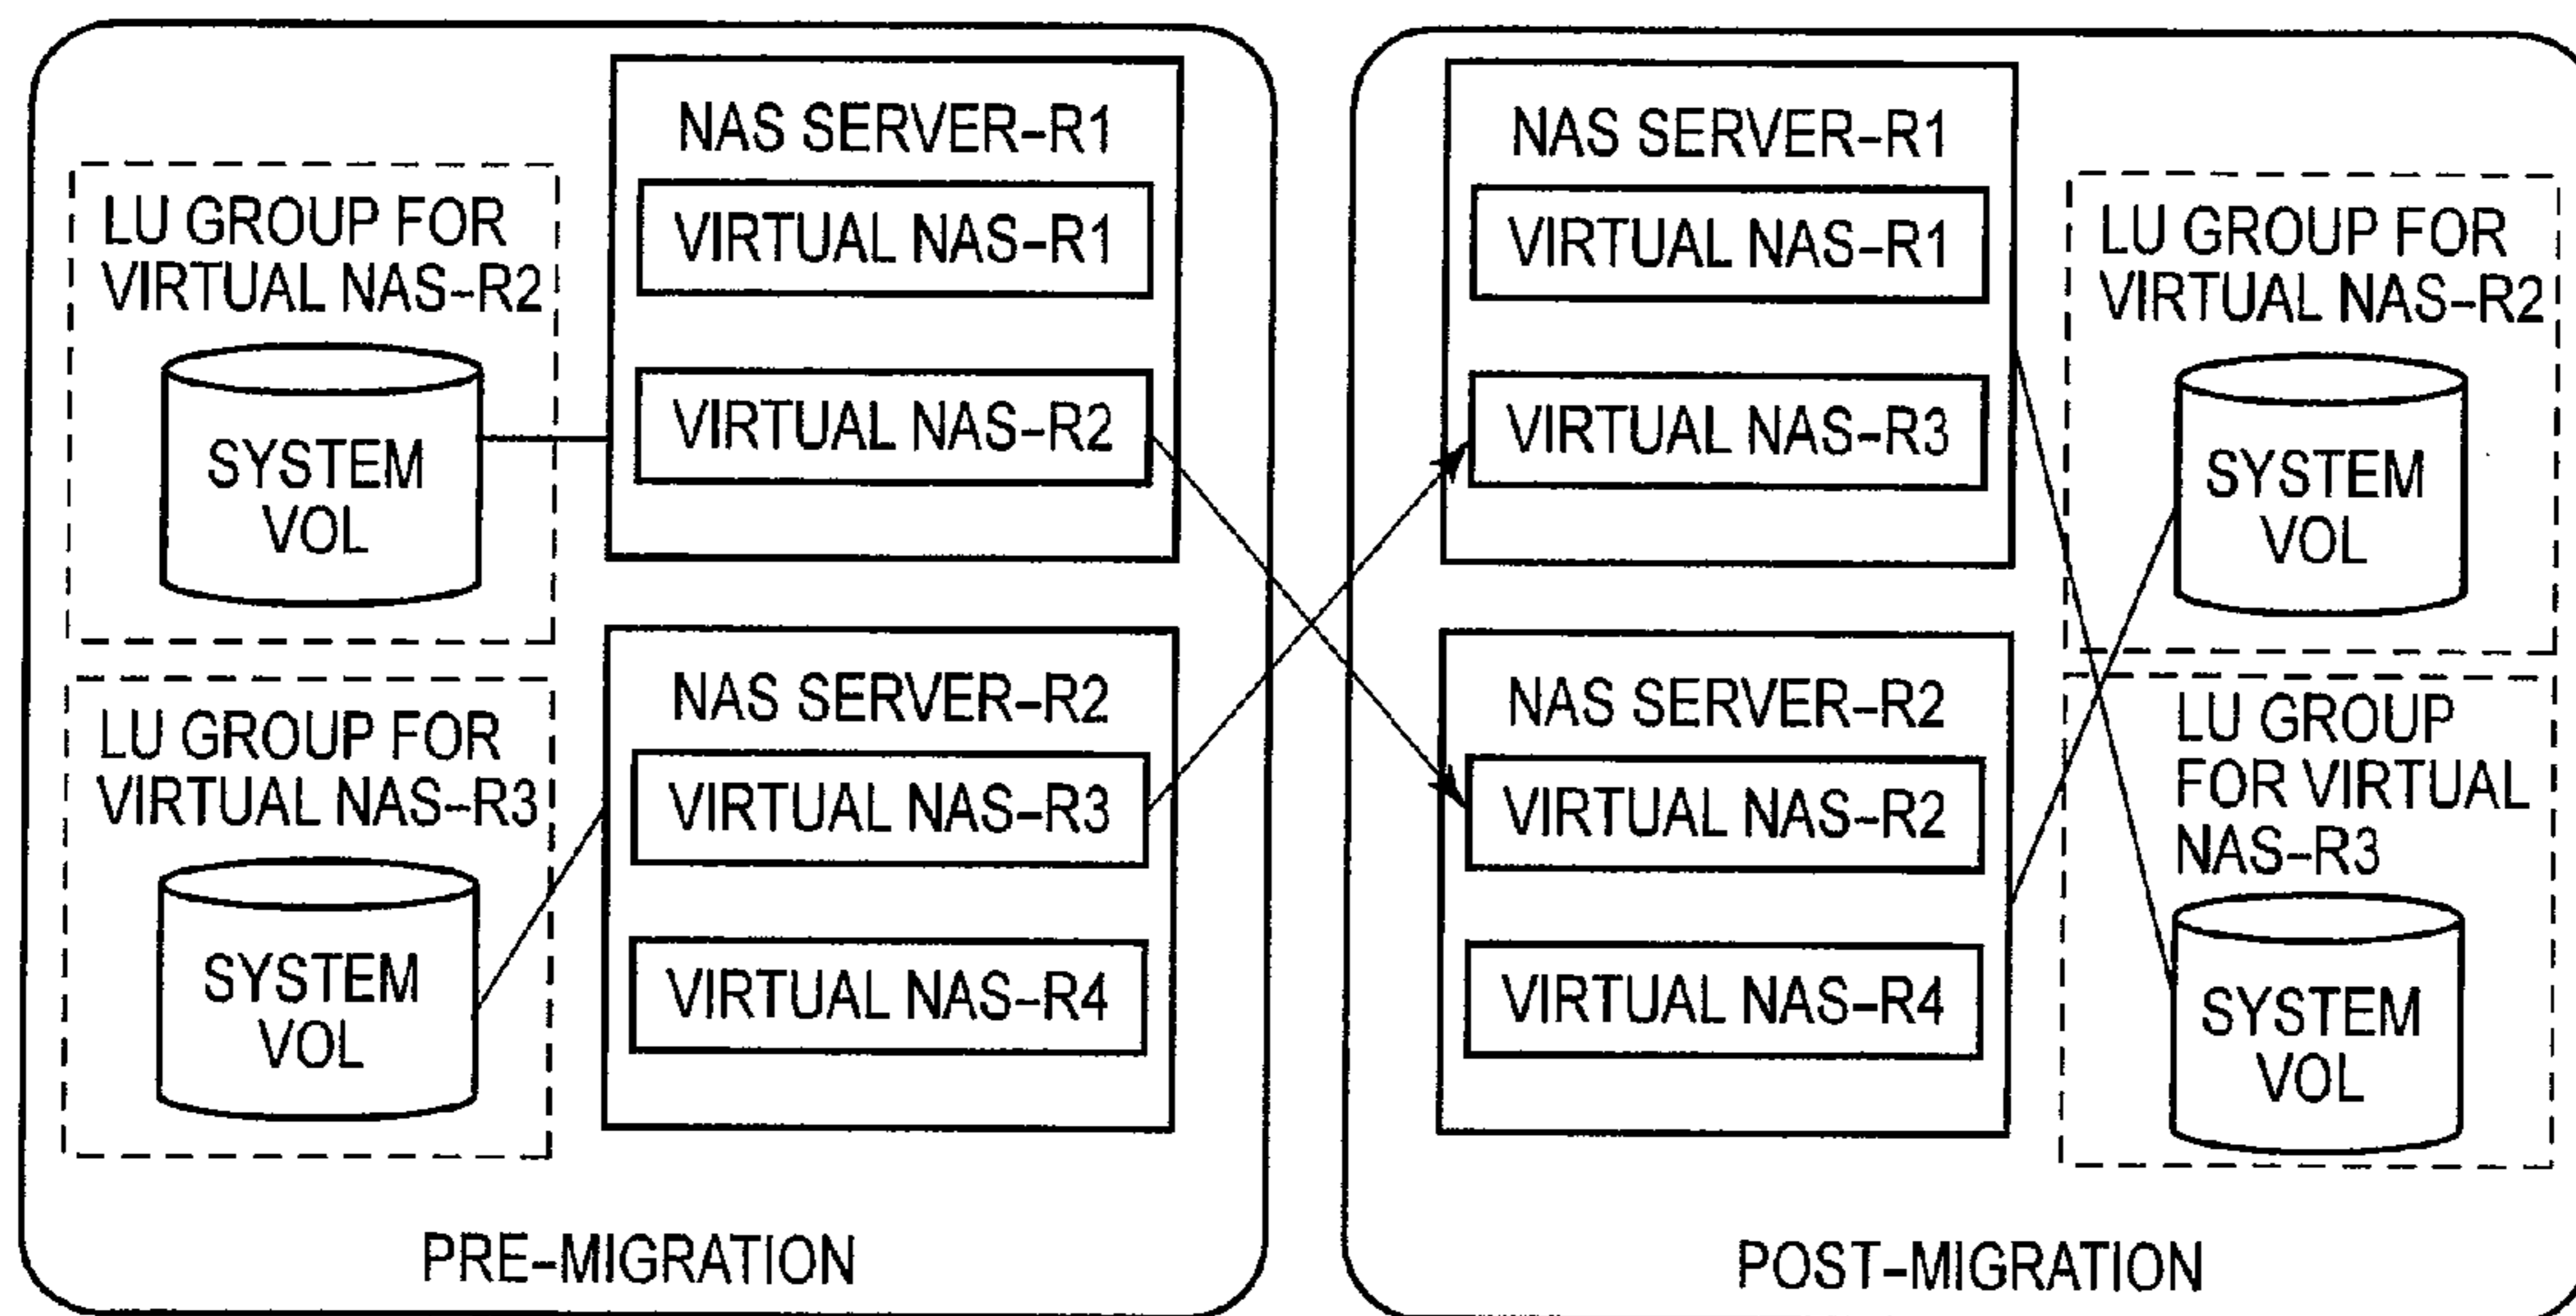 LU GROUP FOR
VIRTUAL NAS-R2
SYSTEM
VOL
NAS SERVER-R1
VIRTUAL NAS-R1
VIRTUAL NAS-R2
LU GROUP FOR
VIRTUAL NAS-R3
SYSTEM
VOL
NAS SERVER-R2
VIRTUAL NAS-R3
VIRTUAL NAS-R4
PRE-MIGRATION
NAS SERVER-R1
VIRTUAL NAS-R1
VIRTUAL NAS-R3
LU GROUP FOR
VIRTUAL NAS-R2
SYSTEM
VOL
NAS SERVER-R2
VIRTUAL NAS-R2
VIRTUAL NAS-R4
LU GROUP
FOR VIRTUAL
NAS-R3
SYSTEM
VOL
POST-MIGRATION